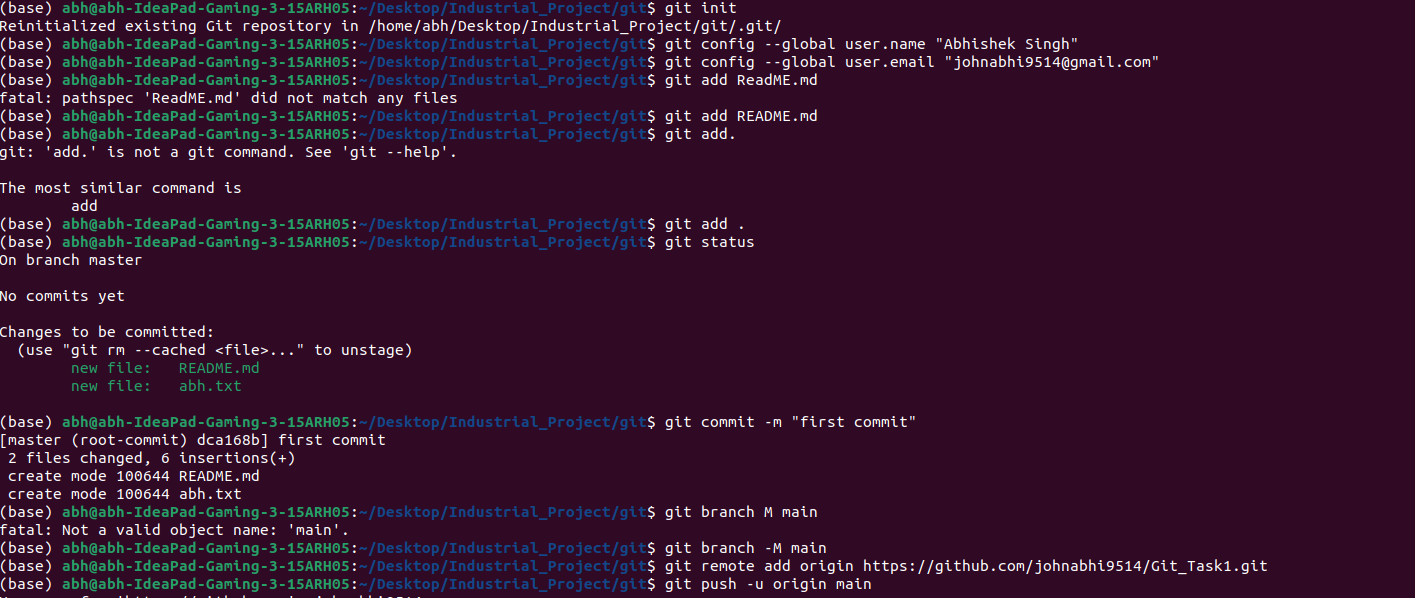 (base) abh@abh-IdeaPad-Gaming-3-15ARH05:~/Desktop/Industrial_Project/git$ git init
Reinitialized existing Git repository in /home/abh/Desktop/Industrial_Project/git/.git/
(base) abh@abh-IdeaPad-Gaming-3-15ARH05:~/Desktop/Industrial_Project/git$ git config --global user.name "Abhishek Singh"
(base) abh@abh-IdeaPad-Gaming-3-15ARH05:~/Desktop/Industrial_Project/git$ git config --global user.email "johnabhi9514@gmail.com"
(base) abh@abh-IdeaPad-Gaming-3-15ARH05:~/Desktop/Industrial_Project/git$ git add ReadME.md
fatal: pathspec 'ReadME.md' did not match any files
(base) abh@abh-IdeaPad-Gaming-3-15ARH05:~/Desktop/Industrial_Project/git$ git add README.md
(base) abh@abh-IdeaPad-Gaming-3-15ARH05:~/Desktop/Industrial_Project/git$ git add.
git: 'add.' is not a git command. See 'git --help'.

The most similar command is
        add
(base) abh@abh-IdeaPad-Gaming-3-15ARH05:~/Desktop/Industrial_Project/git$ git add .
(base) abh@abh-IdeaPad-Gaming-3-15ARH05:~/Desktop/Industrial_Project/git$ git status
On branch master

No commits yet

Changes to be committed:
  (use "git rm --cached <file>..." to unstage)
        new file:   README.md
        new file:   abh.txt

(base) abh@abh-IdeaPad-Gaming-3-15ARH05:~/Desktop/Industrial_Project/git$ git commit -m "first commit"
[master (root-commit) dca168b] first commit
 2 files changed, 6 insertions(+)
 create mode 100644 README.md
 create mode 100644 abh.txt
(base) abh@abh-IdeaPad-Gaming-3-15ARH05:~/Desktop/Industrial_Project/git$ git branch M main
fatal: Not a valid object name: 'main'.
(base) abh@abh-IdeaPad-Gaming-3-15ARH05:~/Desktop/Industrial_Project/git$ git branch -M main
(base) abh@abh-IdeaPad-Gaming-3-15ARH05:~/Desktop/Industrial_Project/git$ git remote add origin https://github.com/johnabhi9514/Git_Task1.git
(base) abh@abh-IdeaPad-Gaming-3-15ARH05:~/Desktop/Industrial_Project/git$ git push -u origin main